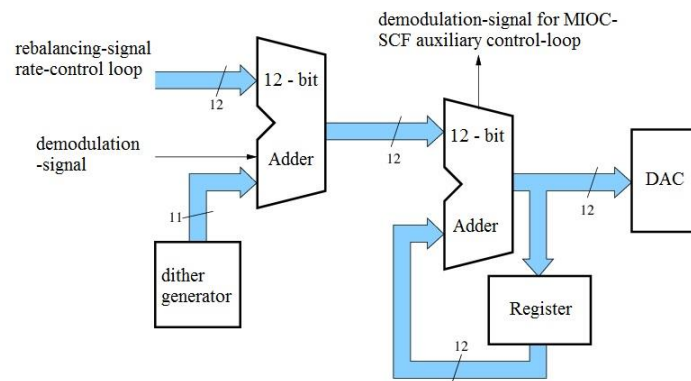 demodulation-signal for MIOC-
SCF auxiliary control-loop
rebalancing-signal
rate-control loop
12
12 - bit
Adder
demodulation
-signal
11
dither
generator
12
12 - bit
Adder
12
DAC
Register
12